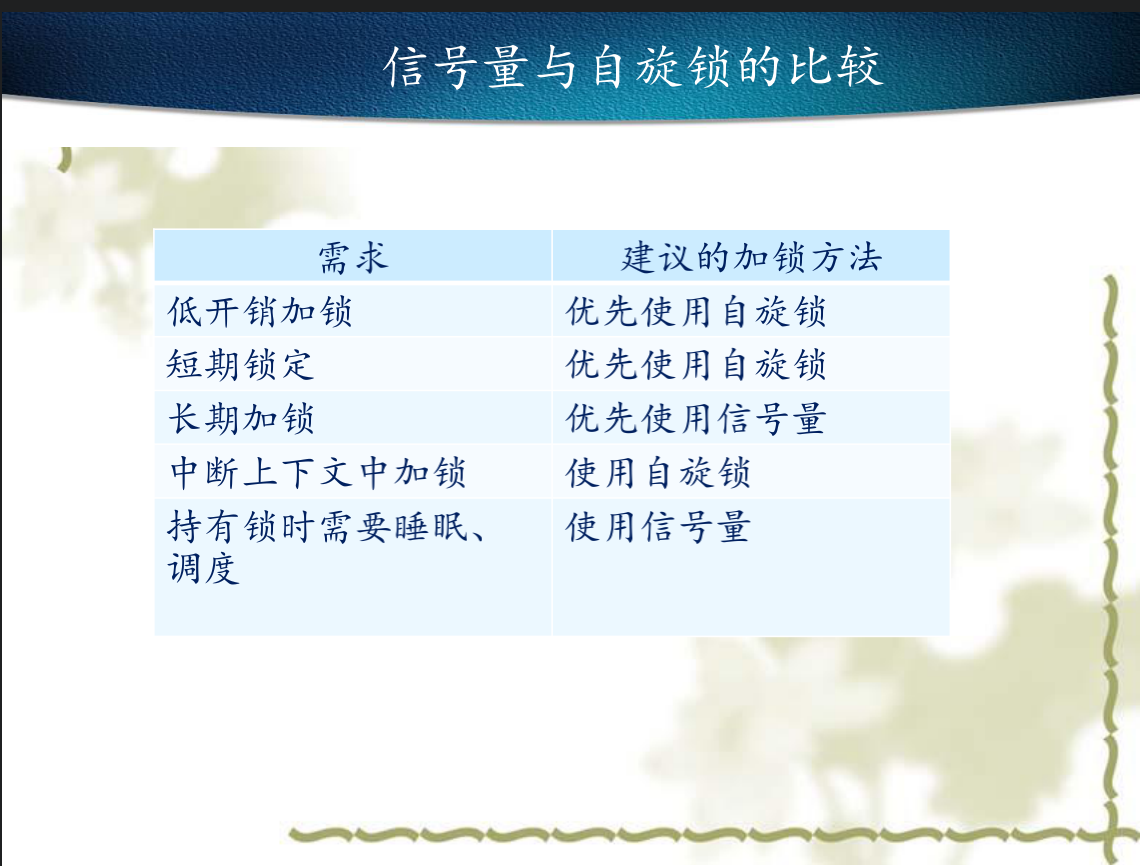 信号量与自旋锁的比较
需求
建议的加锁方法
低开销加锁
优先使用自旋锁
短期锁定
优先使用自旋锁
长期加锁
优先使用信号量
中断上下文中加锁
使用自旋锁
持有锁时需要睡眠、
调度
使用信号量